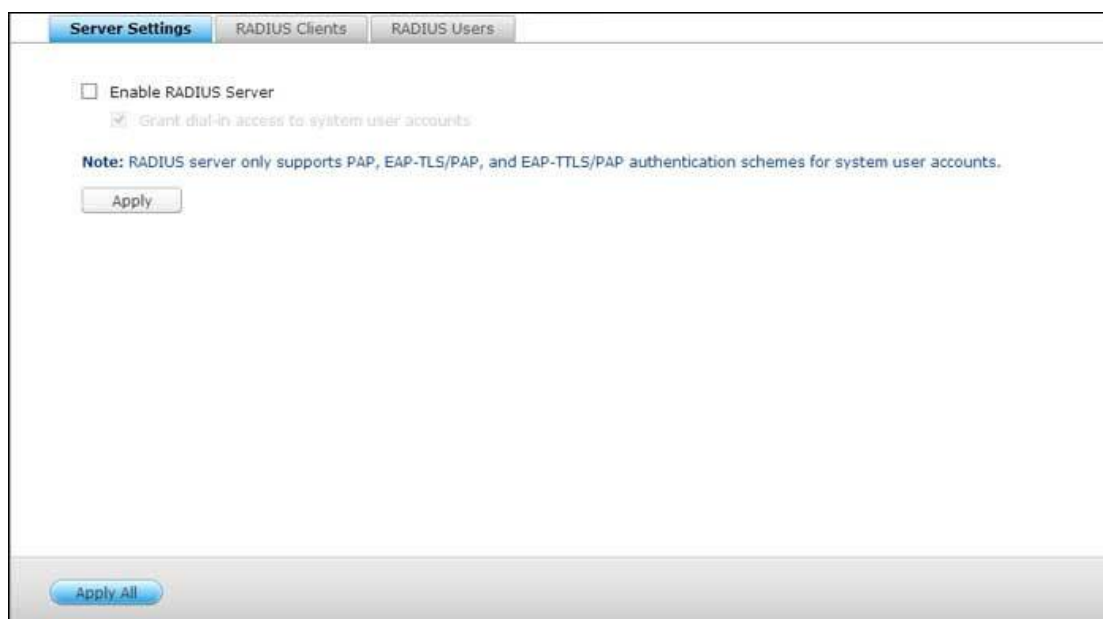 Server Settings RADIUS Clients RADIUS Users
Enable RADIUS Server
Grant dial-in access to system user accounts
Note: RADIUS server only supports PAP, EAP-TLS/PAP, and EAP-TTLS/PAP authentication schemes for system user accounts.
Apply
Apply All